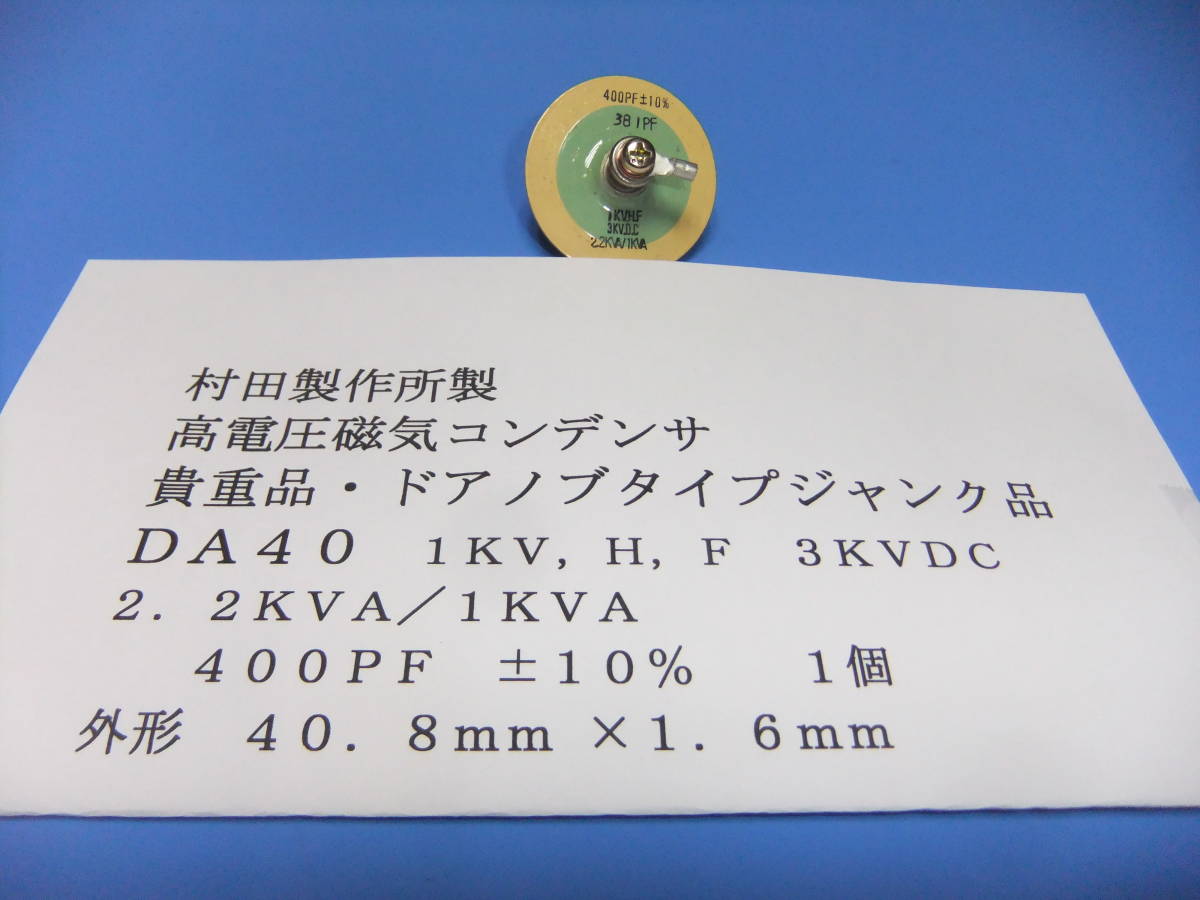 400PF±10%
381PF
1KV.H.F
3KV.D.C
2.2KVA/1KVA
村田製作所製
高電圧磁気コンデンサ
貴重品・ドアノブタイプジャンク品
DA40 1KV, H, F 3KVDC
2. 2KVA/1KVA
400PF ±10% 1個
外形 40. 8mm ×1. 6mm